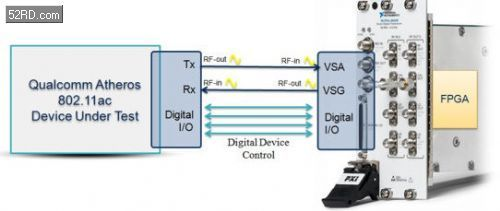 52RD.com
Qualcomm Atheros
802.11ac
Device Under Test
Tx
Rx
Digital
I/O
RF-out
RF-in
RF-in
RF-out
Digital Device
Control
VSA
VSG
Digital
I/O
FPGA
PXI